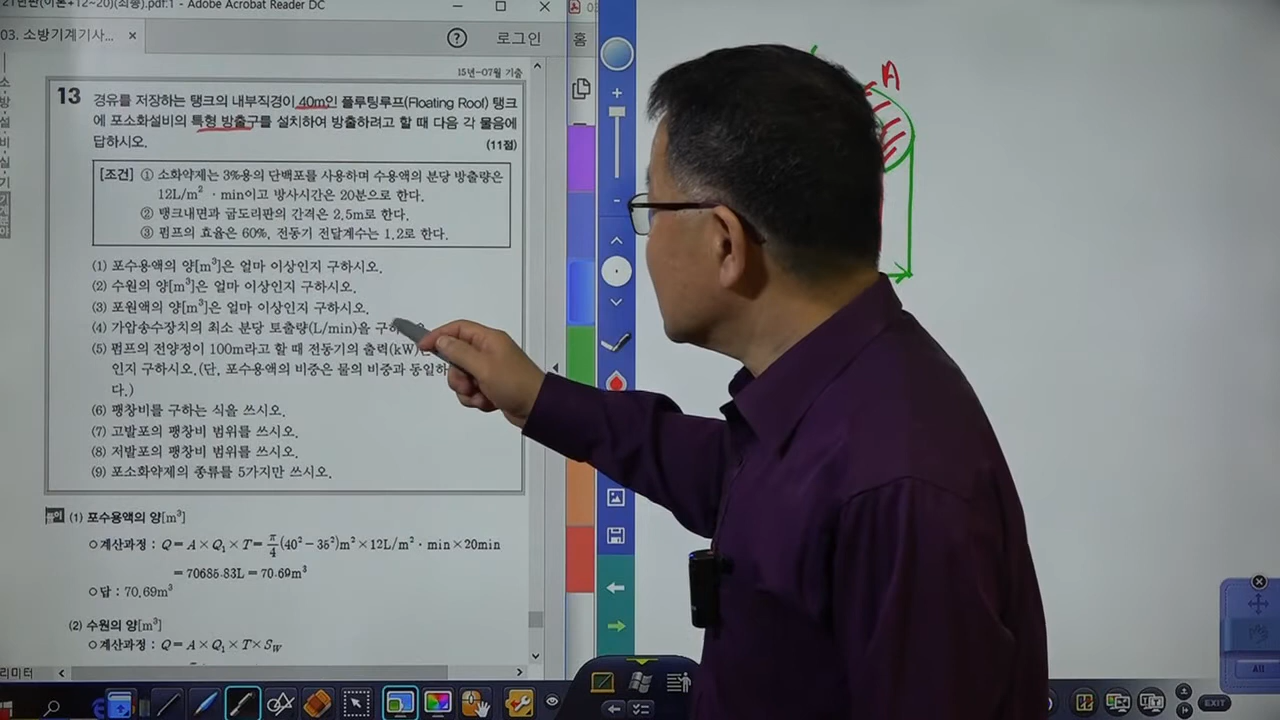 21년판(이론+12~20)(최종).pdf:1 - Adobe Acrobat Reader DC
03. 소방기계기사...
로그인
홈
소방설비실기
15년-07월 기출
13 경유를 저장하는 탱크의 내부직경이 40m인 플루팅루프(Floating Roof) 탱크
에 포소화설비의 특형 방출구를 설치하여 방출하려고 할 때 다음 각 물음에
답하시오. (11점)
[조건] ① 소화약제는 3%용의 단백포를 사용하며 수용액의 분당 방출량은
12L/m²·min이고 방사시간은 20분으로 한다.
② 탱크내면과 굽도리판의 간격은 2.5m로 한다.
③ 펌프의 효율은 60%, 전동기 전달계수는 1.2로 한다.
(1) 포수용액의 양[m³]은 얼마 이상인지 구하시오.
(2) 수원의 양[m³]은 얼마 이상인지 구하시오.
(3) 포원액의 양[m³]은 얼마 이상인지 구하시오.
(4) 가압송수장치의 최소 분당 토출량(L/min)을
(5) 펌프의 전양정이 100m라고 할 때 전동기의 출력(kW)
인지 구하시오.(단, 포수용액의 비중은 물의 비중과 동일하
다.)
(6) 팽창비를 구하는 식을 쓰시오.
(7) 고발포의 팽창비 범위를 쓰시오.
(8) 저발포의 팽창비 범위를 쓰시오.
(9) 포소화약제의 종류를 5가지만 쓰시오.
풀이 (1) 포수용액의 양[m³]
○계산과정 : Q=A×Q₁×T=π/4(40²−35²)m²×12L/m²·min×20min
=70685.83L=70.69m³
○답 : 70.69m³
(2) 수원의 양[m³]
○계산과정 : Q=A×Q₁×T×S_W
리미터
A
All
EXIT